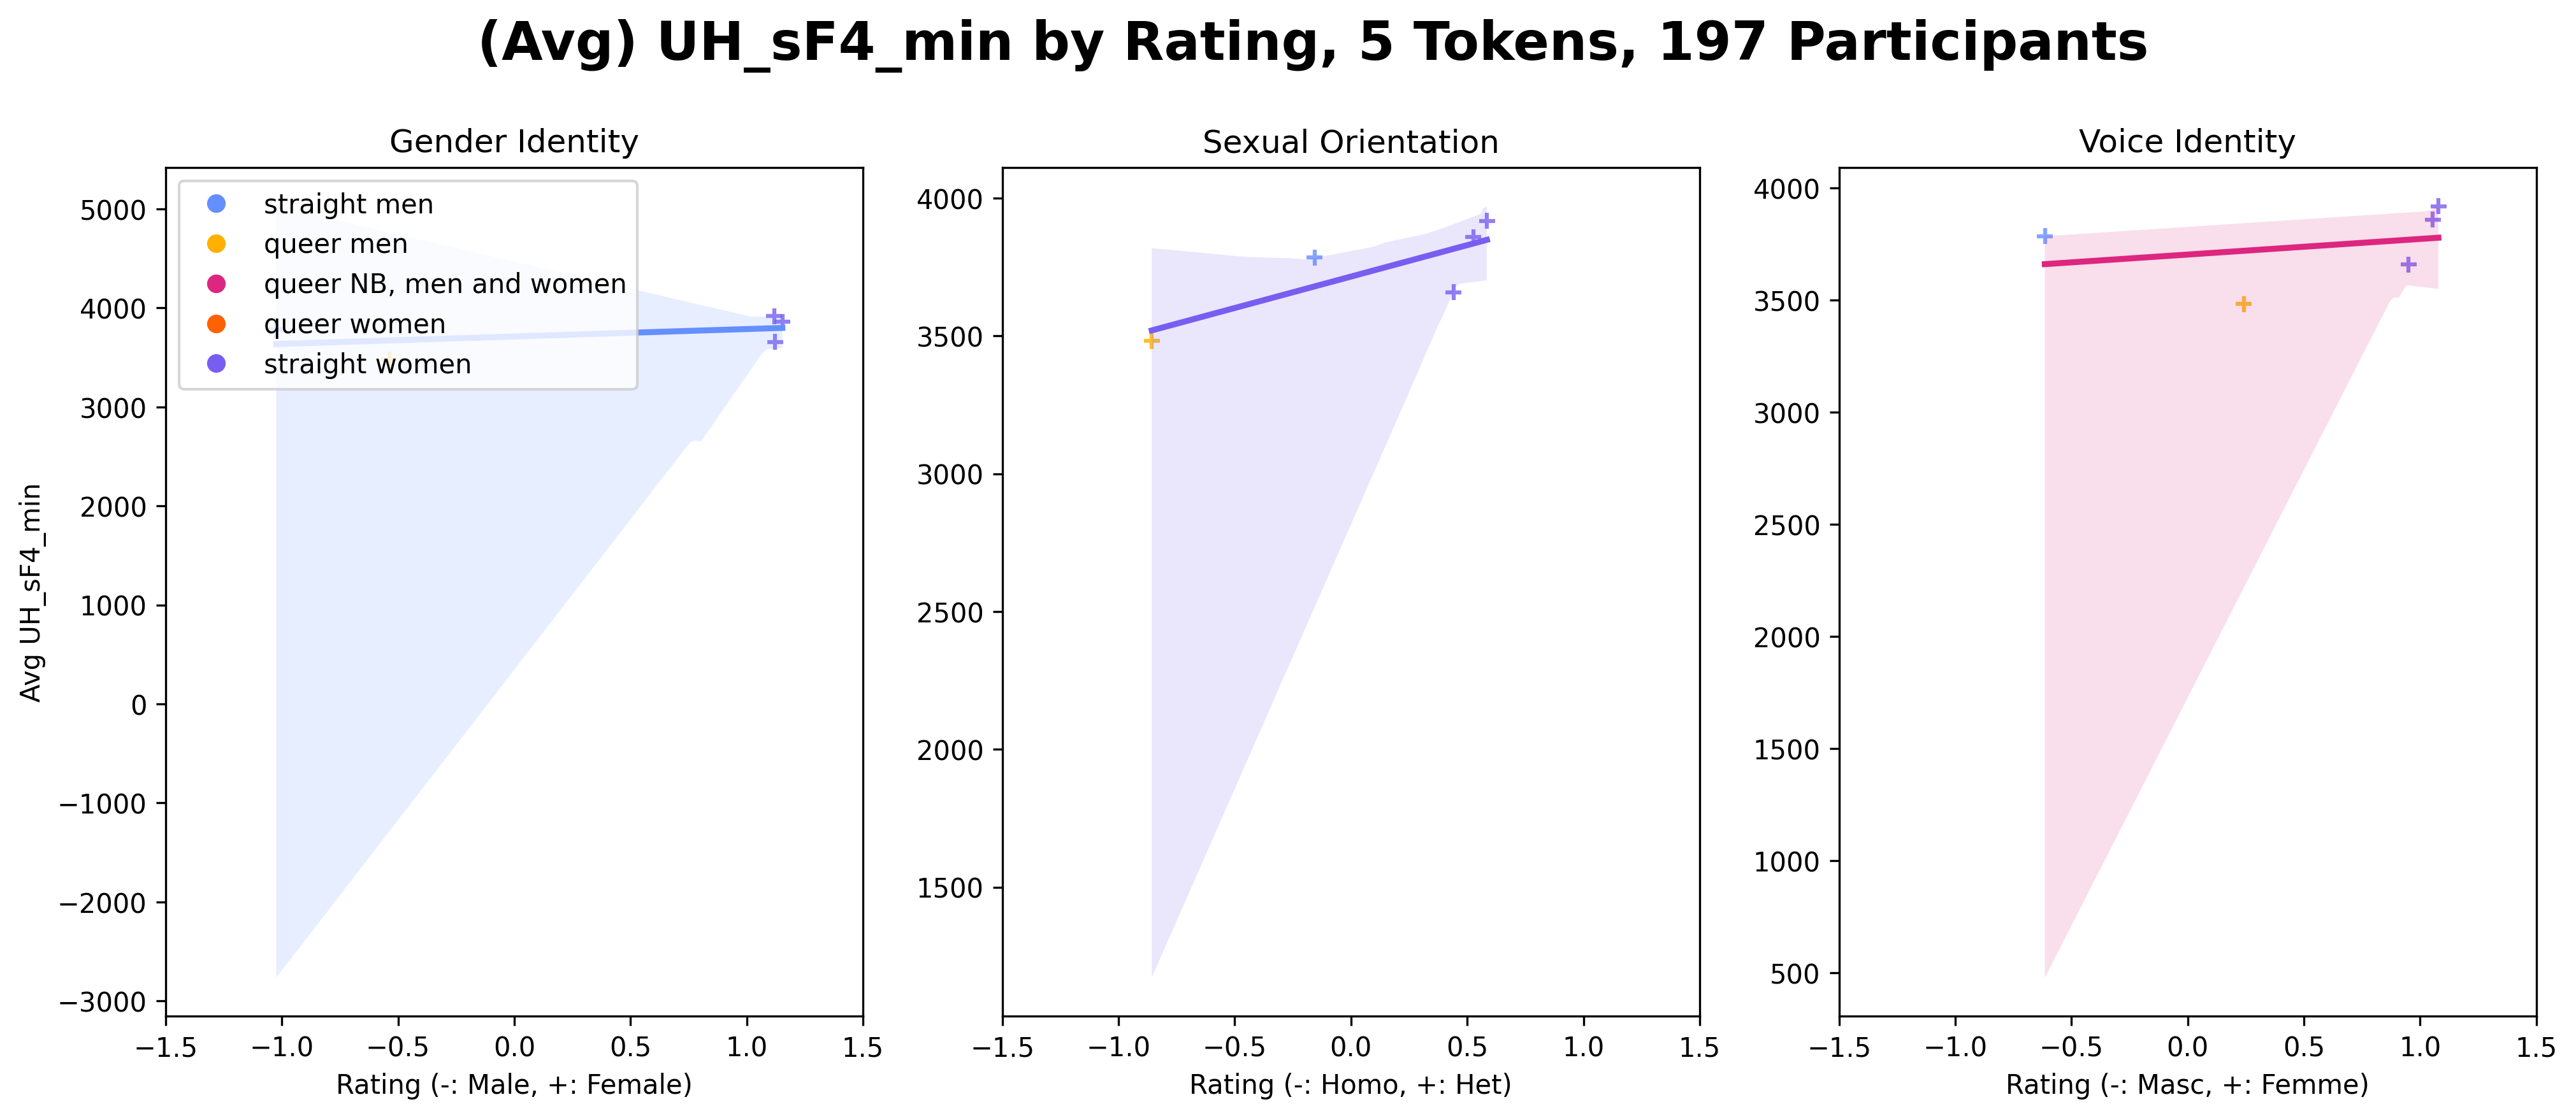 (Avg) UH_sF4_min by Rating, 5 Tokens, 197 Participants
Gender Identity
Sexual Orientation
Voice Identity
straight men
queer men
queer NB, men and women
queer women
straight women
Avg UH_sF4_min
5000
4000
3000
2000
1000
0
−1000
−2000
−3000
−1.5 −1.0 −0.5 0.0 0.5 1.0 1.5
Rating (-: Male, +: Female)
4000
3500
3000
2500
2000
1500
−1.5 −1.0 −0.5 0.0 0.5 1.0 1.5
Rating (-: Homo, +: Het)
4000
3500
3000
2500
2000
1500
1000
500
−1.5 −1.0 −0.5 0.0 0.5 1.0 1.5
Rating (-: Masc, +: Femme)